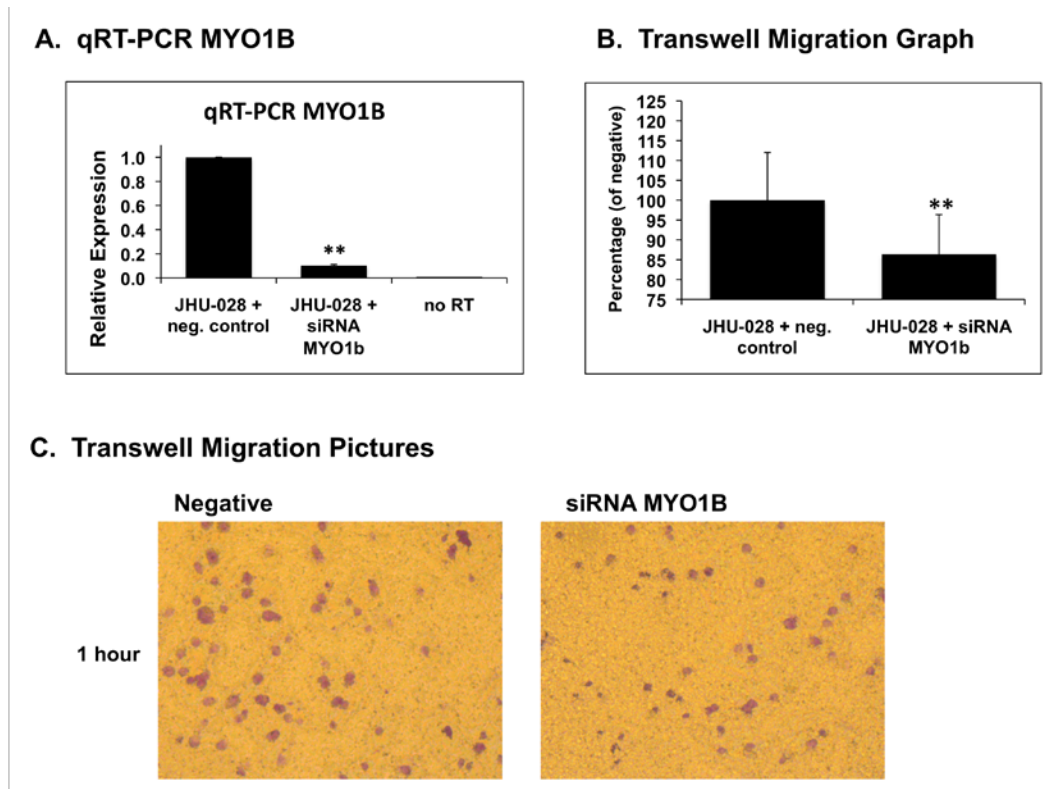 A. qRT-PCR MYO1B
qRT-PCR MYO1B
Relative Expression
1.0
0.8
0.6
0.4
0.2
0.0
**
JHU-028 +
neg. control
JHU-028 +
siRNA
MYO1b
no RT
B. Transwell Migration Graph
Percentage (of negative)
125
120
115
110
105
100
95
90
85
80
75
**
JHU-028 + neg.
control
JHU-028 + siRNA
MYO1b
C. Transwell Migration Pictures
Negative
siRNA MYO1B
1 hour